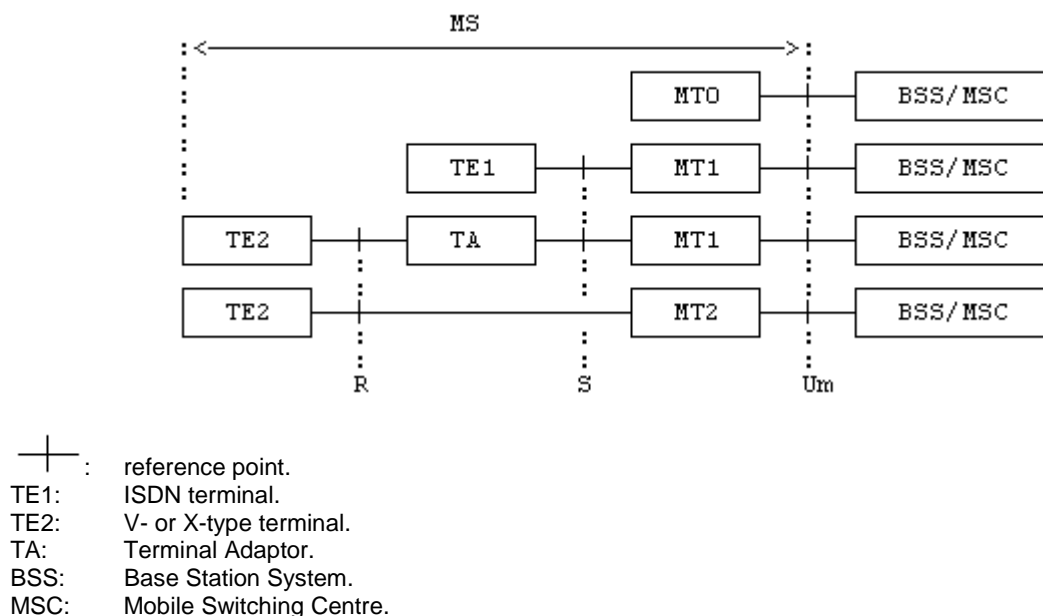 MS
MT0 BSS/MSC
TE1 MT1 BSS/MSC
TE2 TA MT1 BSS/MSC
TE2 MT2 BSS/MSC
R S Um
: reference point.
TE1: ISDN terminal.
TE2: V- or X-type terminal.
TA: Terminal Adaptor.
BSS: Base Station System.
MSC: Mobile Switching Centre.